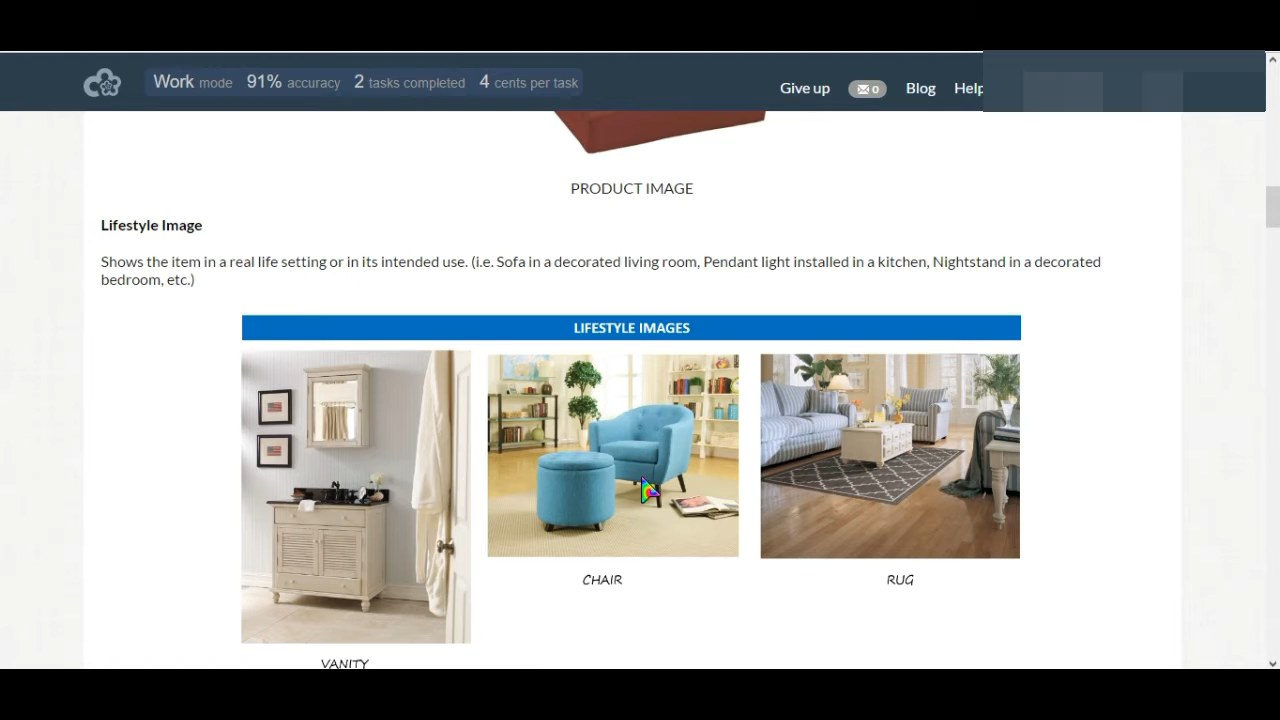 Work mode 91% accuracy 2 tasks completed 4 cents per task
Give up 0 Blog Help
PRODUCT IMAGE
Lifestyle Image
Shows the item in a real life setting or in its intended use. (i.e. Sofa in a decorated living room, Pendant light installed in a kitchen, Nightstand in a decorated
bedroom, etc.)
LIFESTYLE IMAGES
CHAIR
RUG
VANITY